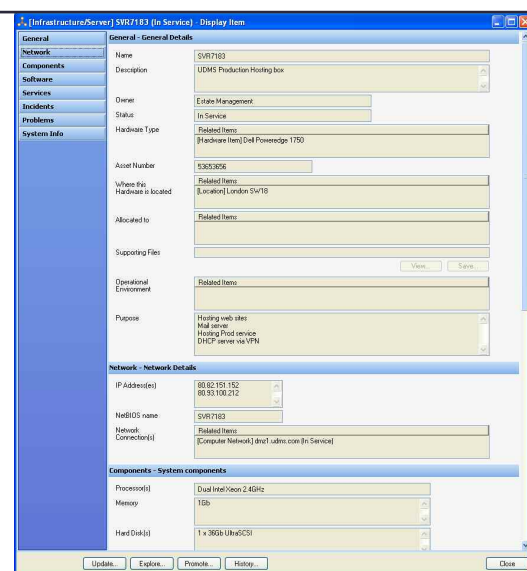 [Infrastructure/Server] SVR7183 (In Service) - Display Item
General
Network
Components
Software
Services
Incidents
Problems
System Info
General - General Details
Name
SVR7183
Description
UDMS Production Hosting box
Owner
Estate Management
Status
In Service
Hardware Type
Related Items
[Hardware Item] Dell Poweredge 1750
Asset Number
53653656
Where this
Hardware is located
Related Items
[Location] London SW18
Allocated to
Related Items
Supporting Files
View...
Save...
Operational
Environment
Related Items
Purpose
Hosting web sites
Mail server
Hosting Prod service
DHCP server via VPN
Network - Network Details
IP Address(es)
80.82.151.152
80.93.100.212
NetBIOS name
SVR7183
Network
Connection(s)
Related Items
[Computer Network] dmz1.udms.com (In Service)
Components - System components
Processor(s)
Dual Intel Xeon 2.4GHz
Memory
1Gb
Hard Disk(s)
1 x 36Gb UltraSCSI
Update...
Explore...
Promote...
History...
Close